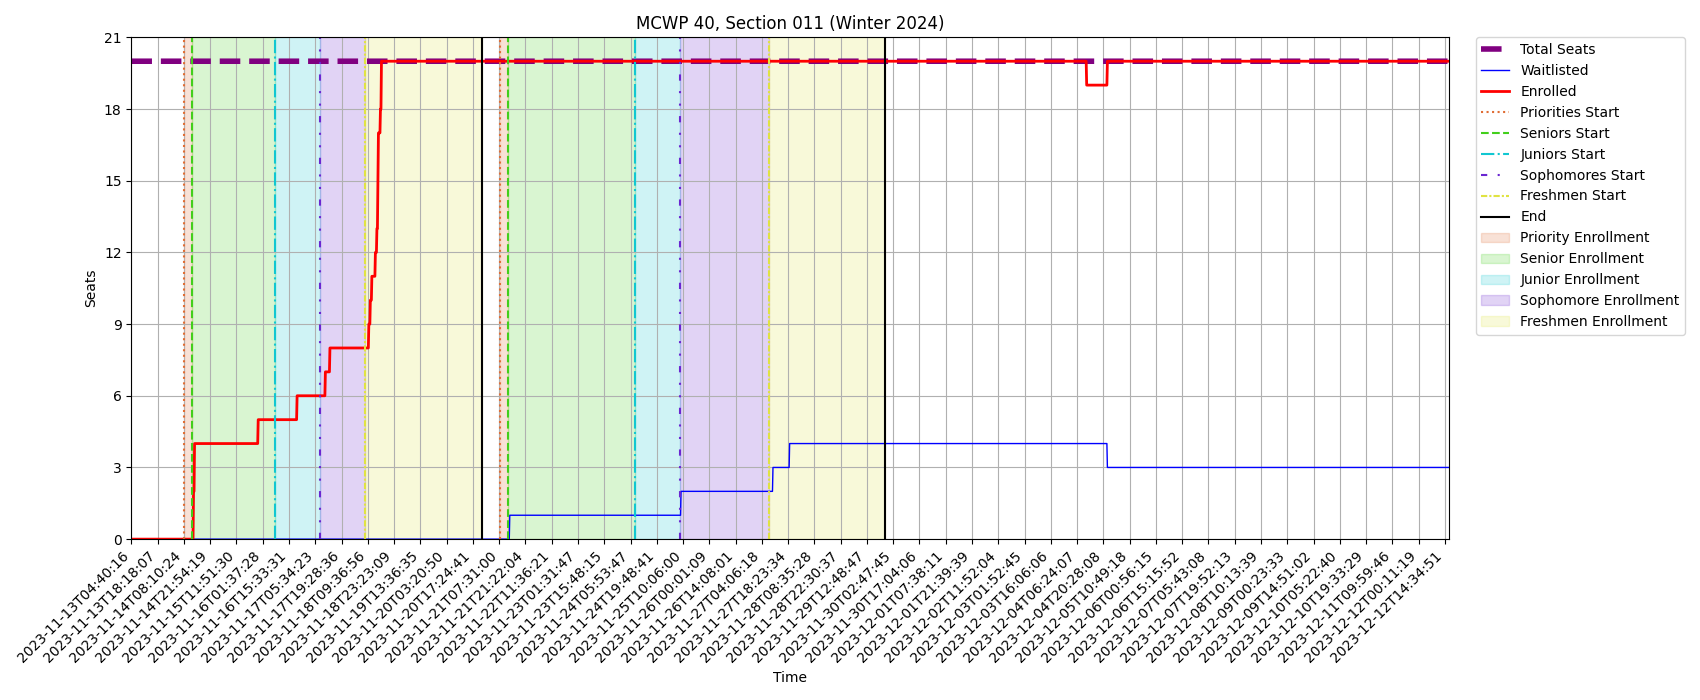 MCWP 40, Section 011 (Winter 2024)
21
18
15
12
9
6
3
0
Seats
2023-11-13T04:40:16
2023-11-13T18:18:07
2023-11-14T08:10:24
2023-11-14T21:54:19
2023-11-15T11:51:30
2023-11-16T01:37:28
2023-11-16T15:33:31
2023-11-17T05:34:23
2023-11-17T19:28:36
2023-11-18T09:36:56
2023-11-18T23:23:09
2023-11-19T13:36:35
2023-11-20T03:20:50
2023-11-20T17:24:41
2023-11-21T07:31:00
2023-11-21T21:22:04
2023-11-22T11:36:21
2023-11-23T01:31:47
2023-11-23T15:48:15
2023-11-24T05:53:47
2023-11-24T19:48:41
2023-11-25T10:06:00
2023-11-26T00:01:09
2023-11-26T14:08:01
2023-11-27T04:06:18
2023-11-27T18:23:34
2023-11-28T08:35:28
2023-11-28T22:30:37
2023-11-29T12:48:47
2023-11-30T02:47:45
2023-11-30T17:04:06
2023-12-01T07:38:11
2023-12-01T21:39:39
2023-12-02T11:52:04
2023-12-03T01:52:45
2023-12-03T16:06:06
2023-12-04T06:24:07
2023-12-04T20:28:08
2023-12-05T10:49:18
2023-12-06T00:56:15
2023-12-06T15:15:52
2023-12-07T05:43:08
2023-12-07T19:52:13
2023-12-08T10:13:39
2023-12-09T00:23:33
2023-12-09T14:51:02
2023-12-10T05:22:40
2023-12-10T19:33:29
2023-12-11T09:59:46
2023-12-12T00:11:19
2023-12-12T14:34:51
Time
Total Seats
Waitlisted
Enrolled
Priorities Start
Seniors Start
Juniors Start
Sophomores Start
Freshmen Start
End
Priority Enrollment
Senior Enrollment
Junior Enrollment
Sophomore Enrollment
Freshmen Enrollment